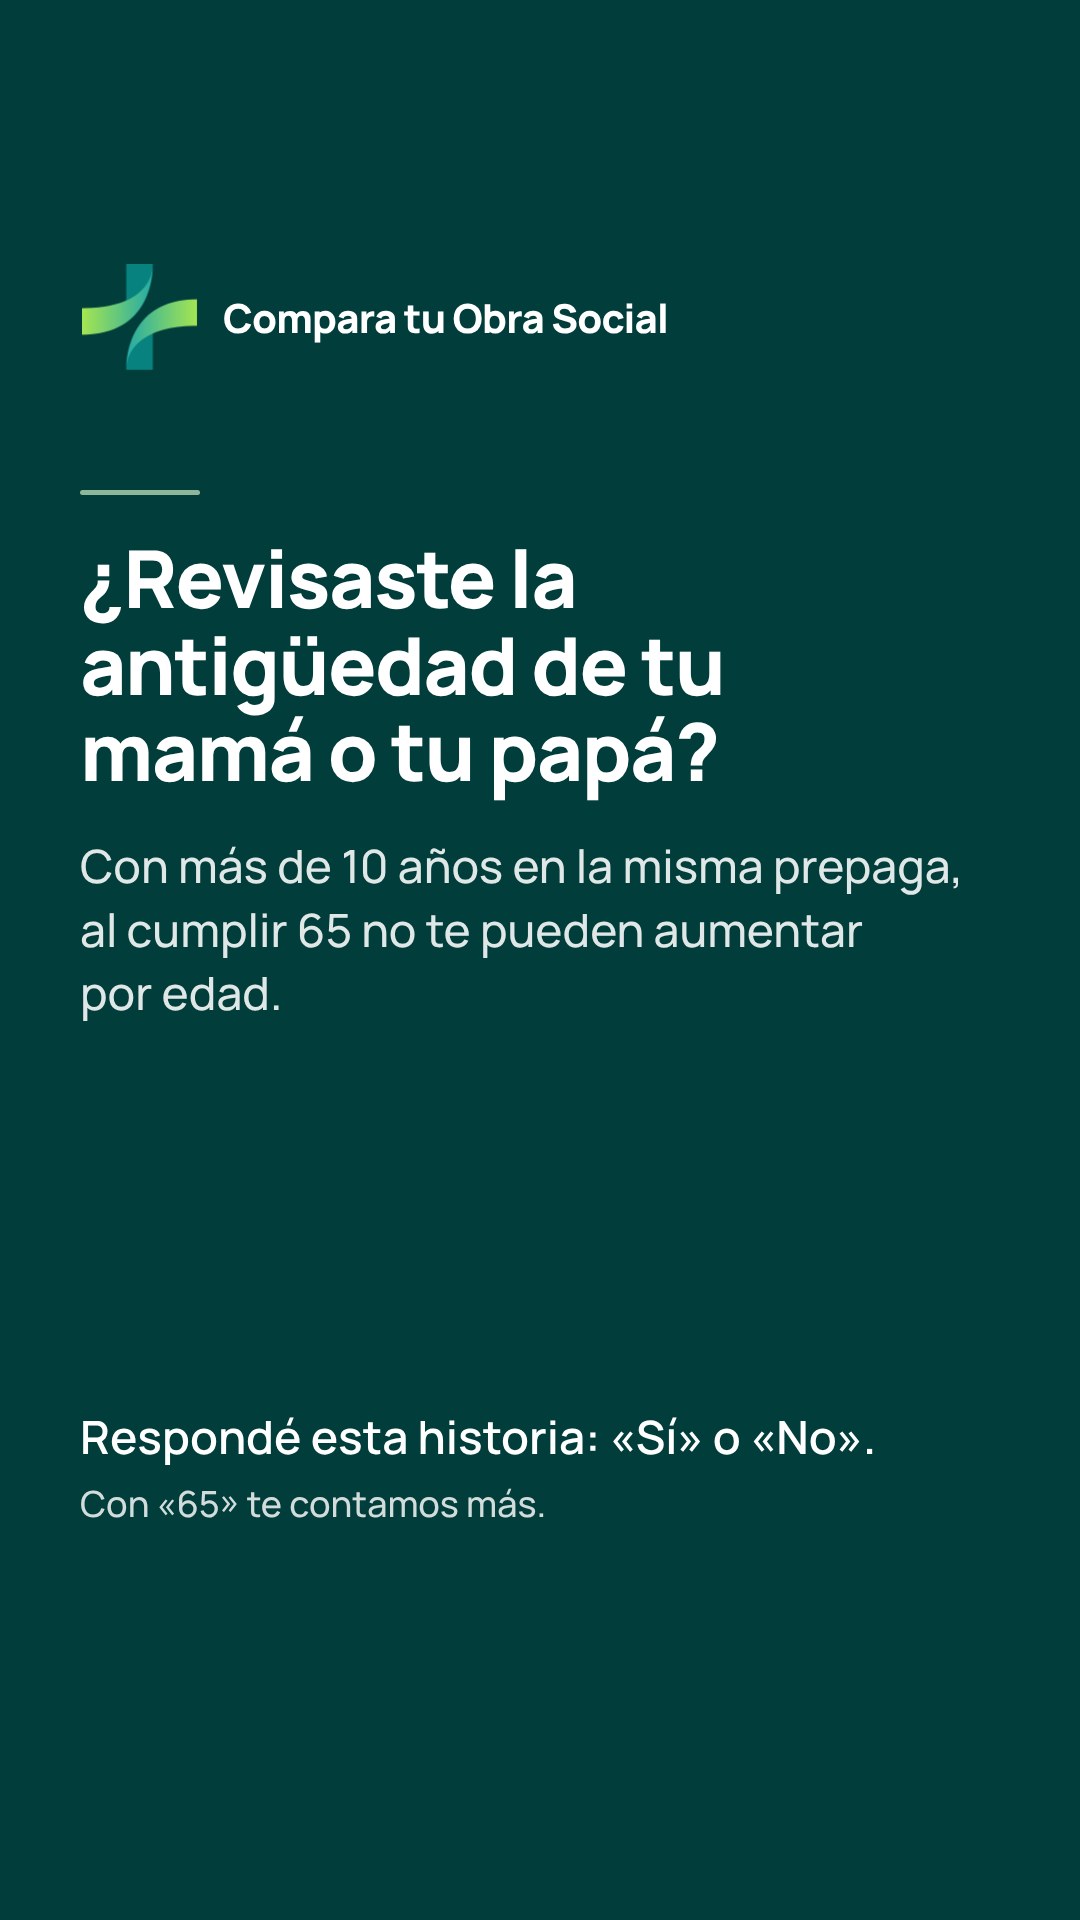 Compara tu Obra Social
¿Revisaste la
antigüedad de tu
mamá o tu papá?
Con más de 10 años en la misma prepaga,
al cumplir 65 no te pueden aumentar
por edad.
Respondé esta historia: «Sí» o «No».
Con «65» te contamos más.